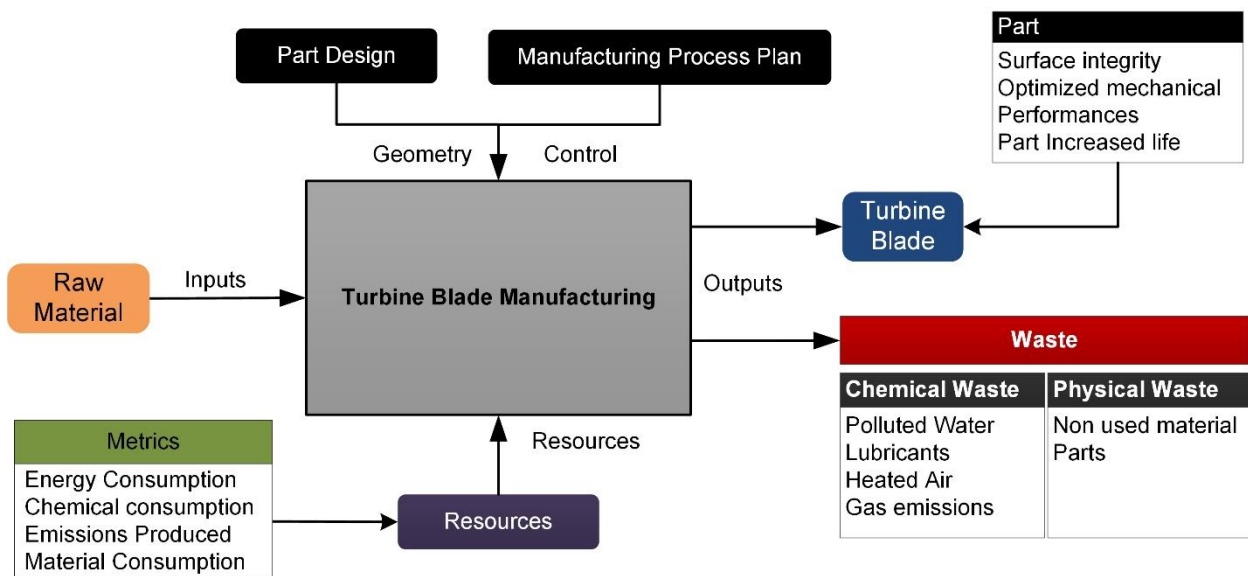 Part Design
Manufacturing Process Plan
Part
Surface integrity
Optimized mechanical
Performances
Part Increased life
Geometry
Control
Raw
Material
Inputs
Turbine Blade Manufacturing
Outputs
Turbine
Blade
Waste
Chemical Waste
Polluted Water
Lubricants
Heated Air
Gas emissions
Physical Waste
Non used material
Parts
Resources
Metrics
Energy Consumption
Chemical consumption
Emissions Produced
Material Consumption
Resources